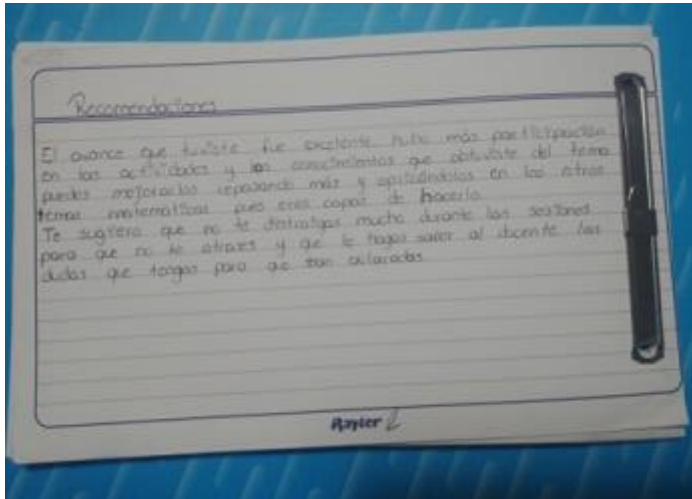 Recomendaciones
El avance que tuviste fue excelente hubo más participación
en las actividades y los conocimientos que obtuviste del tema
puedes mejorarlos repasando más y aplicándolos en los otros
temas matematicos pues eres capaz de hacerlo.
Te sugiero que no te distraigas mucho durante las sesiones
para que no te atrases y que le hagas saber al docente las
dudas que tengas para que sean aclaradas